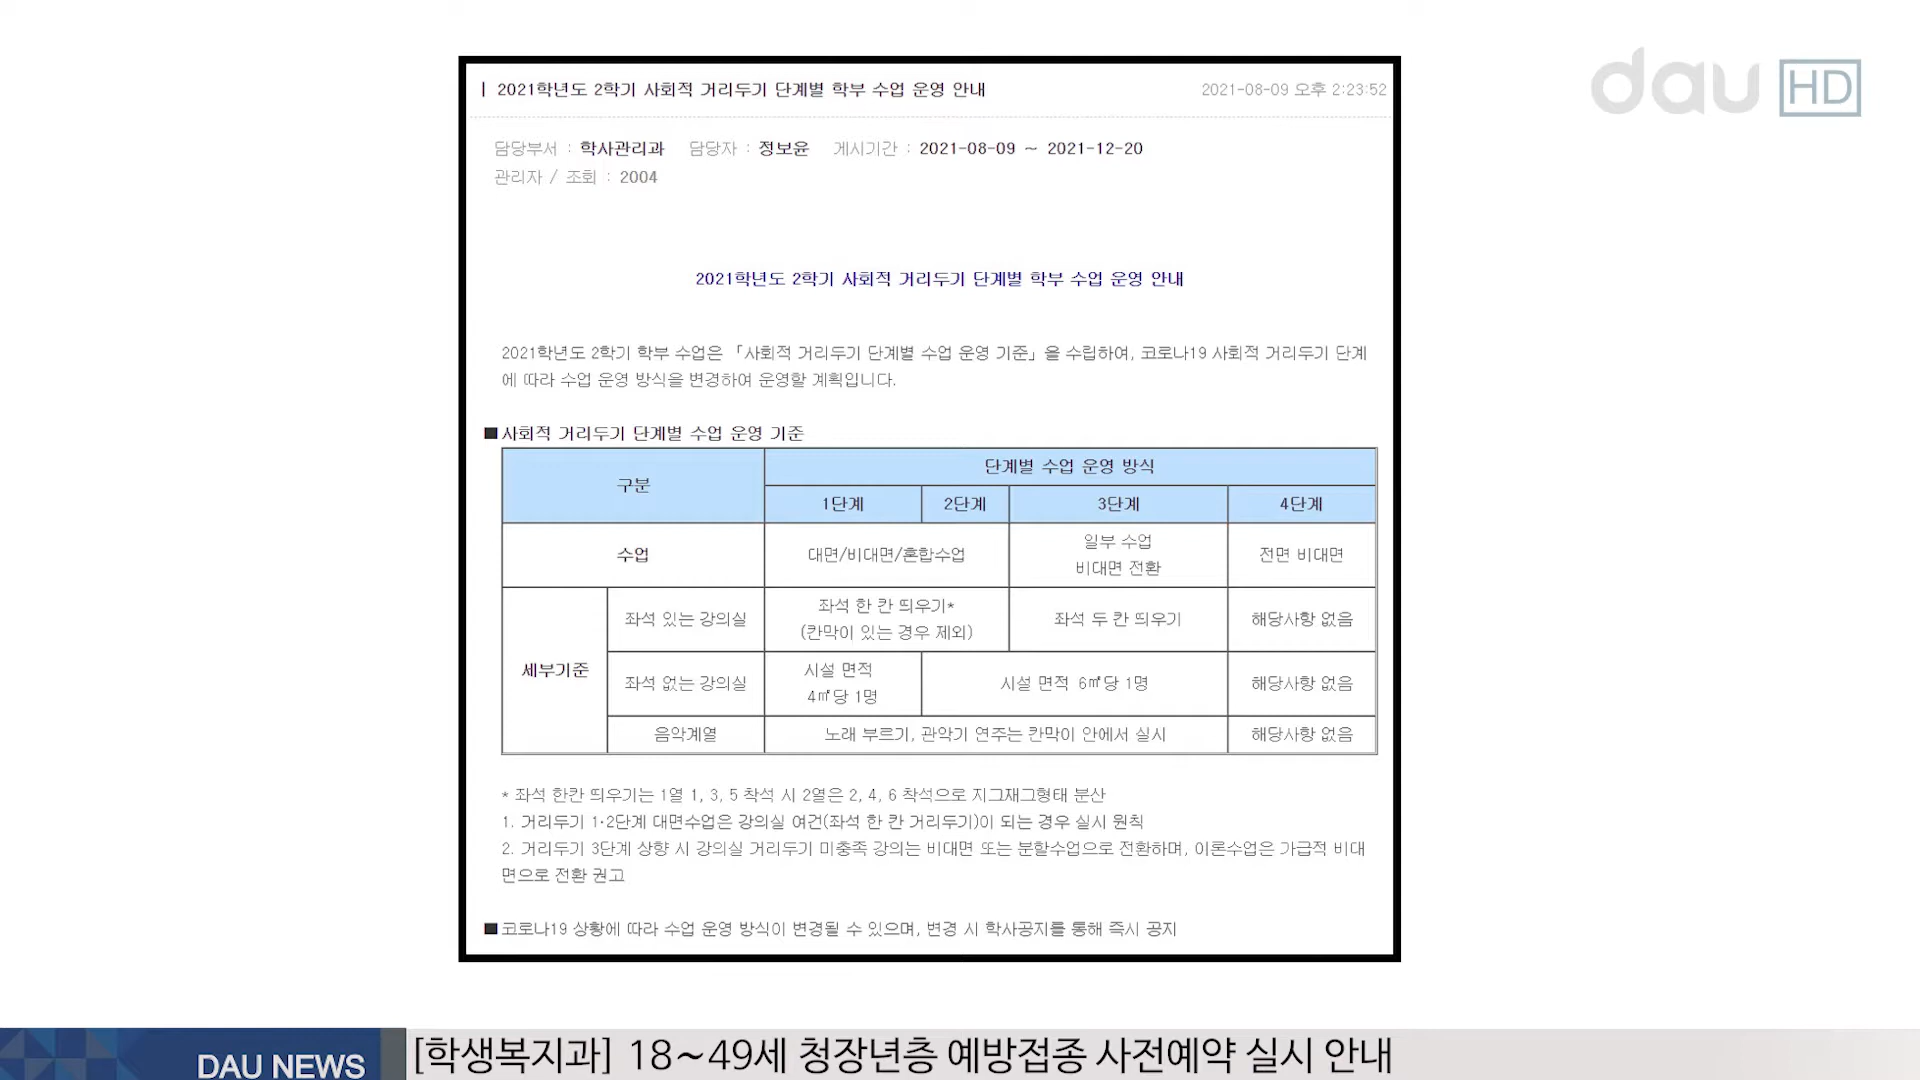 dau HD
| 2021학년도 2학기 사회적 거리두기 단계별 학부 수업 운영 안내 2021-08-09 오후 2:23:52
담당부서 : 학사관리과 담당자 : 정보윤 게시기간 : 2021-08-09 ~ 2021-12-20
관리자 / 조회 : 2004
2021학년도 2학기 사회적 거리두기 단계별 학부 수업 운영 안내
2021학년도 2학기 학부 수업은 「사회적 거리두기 단계별 수업 운영 기준」을 수립하여, 코로나19 사회적 거리두기 단계
에 따라 수업 운영 방식을 변경하여 운영할 계획입니다.
■ 사회적 거리두기 단계별 수업 운영 기준
구분
단계별 수업 운영 방식
1단계 2단계 3단계 4단계
수업
대면/비대면/혼합수업
일부 수업
비대면 전환
전면 비대면
세부기준
좌석 있는 강의실
좌석 한 칸 띄우기*
(칸막이 있는 경우 제외)
좌석 두 칸 띄우기
해당사항 없음
좌석 없는 강의실
시설 면적
4㎡당 1명
시설 면적 6㎡당 1명
해당사항 없음
음악계열
노래 부르기, 관악기 연주는 칸막이 안에서 실시
해당사항 없음
* 좌석 한칸 띄우기는 1열 1, 3, 5 착석 시 2열은 2, 4, 6 착석으로 지그재그형태 분산
1. 거리두기 1·2단계 대면수업은 강의실 여건(좌석 한 칸 거리두기)이 되는 경우 실시 원칙
2. 거리두기 3단계 상향 시 강의실 거리두기 미충족 강의는 비대면 또는 분할수업으로 전환하며, 이론수업은 가급적 비대
면으로 전환 권고
■ 코로나19 상황에 따라 수업 운영 방식이 변경될 수 있으며, 변경 시 학사공지를 통해 즉시 공지
DAU NEWS
[학생복지과] 18~49세 청장년층 예방접종 사전예약 실시 안내